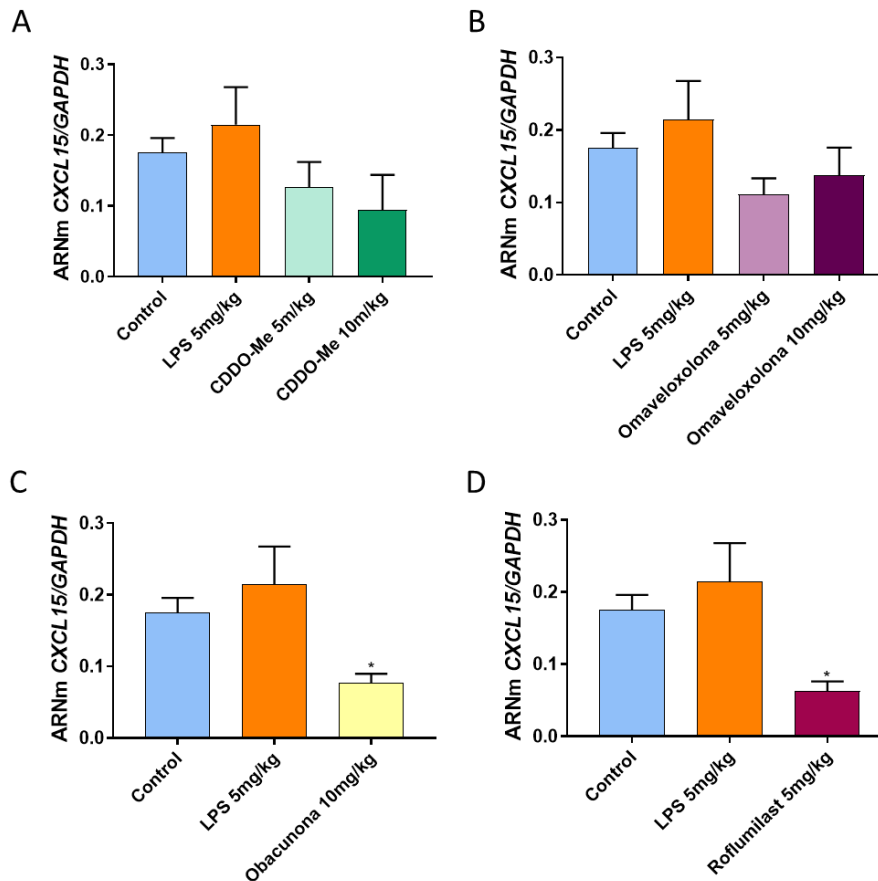 A
ARNm CXCL15/GAPDH
0.3
0.2
0.1
0.0
Control
LPS 5mg/kg
CDDO-Me 5m/kg
CDDO-Me 10m/kg
B
ARNm CXCL15/GAPDH
0.3
0.2
0.1
0.0
Control
LPS 5mg/kg
Omaveloxolona 5mg/kg
Omaveloxolona 10mg/kg
C
ARNm CXCL15/GAPDH
0.3
0.2
0.1
0.0
*
Control
LPS 5mg/kg
Obacunona 10mg/kg
D
ARNm CXCL15/GAPDH
0.3
0.2
0.1
0.0
*
Control
LPS 5mg/kg
Roflumilast 5mg/kg